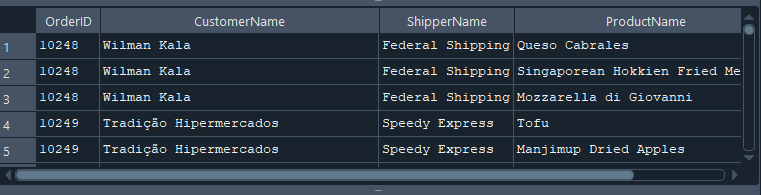 OrderID CustomerName ShipperName ProductName
1 10248 Wilman Kala Federal Shipping Queso Cabrales
2 10248 Wilman Kala Federal Shipping Singaporean Hokkien Fried Me
3 10248 Wilman Kala Federal Shipping Mozzarella di Giovanni
4 10249 Tradição Hipermercados Speedy Express Tofu
5 10249 Tradição Hipermercados Speedy Express Manjimup Dried Apples